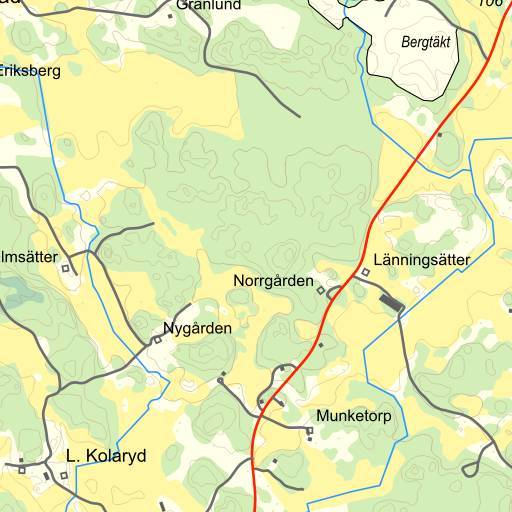 Granlund
106
Bergtäkt
Eriksberg
lmsätter
Länningsätter
Norrgården
Nygården
Munketorp
L. Kolaryd